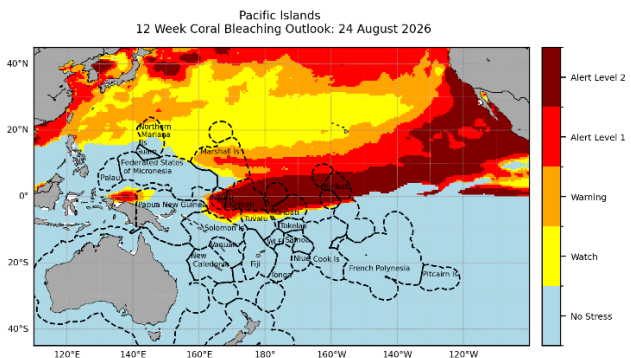 Pacific Islands
12 Week Coral Bleaching Outlook: 24 August 2026
40°N
20°N
0°
20°S
40°S
120°E
140°E
160°E
180°
160°W
140°W
120°W
Northern
Mariana
Is
Guam
Marshall Is
Federated States
of Micronesia
Palau
Papua New Guinea
Kiribati
Tuvalu
Tokelau
Solomon Is
Vanuatu
W&F
Samoa
New
Caledonia
Fiji
Tonga
Niue
Cook Is
French Polynesia
Pitcairn Is
Alert Level 2
Alert Level 1
Warning
Watch
No Stress